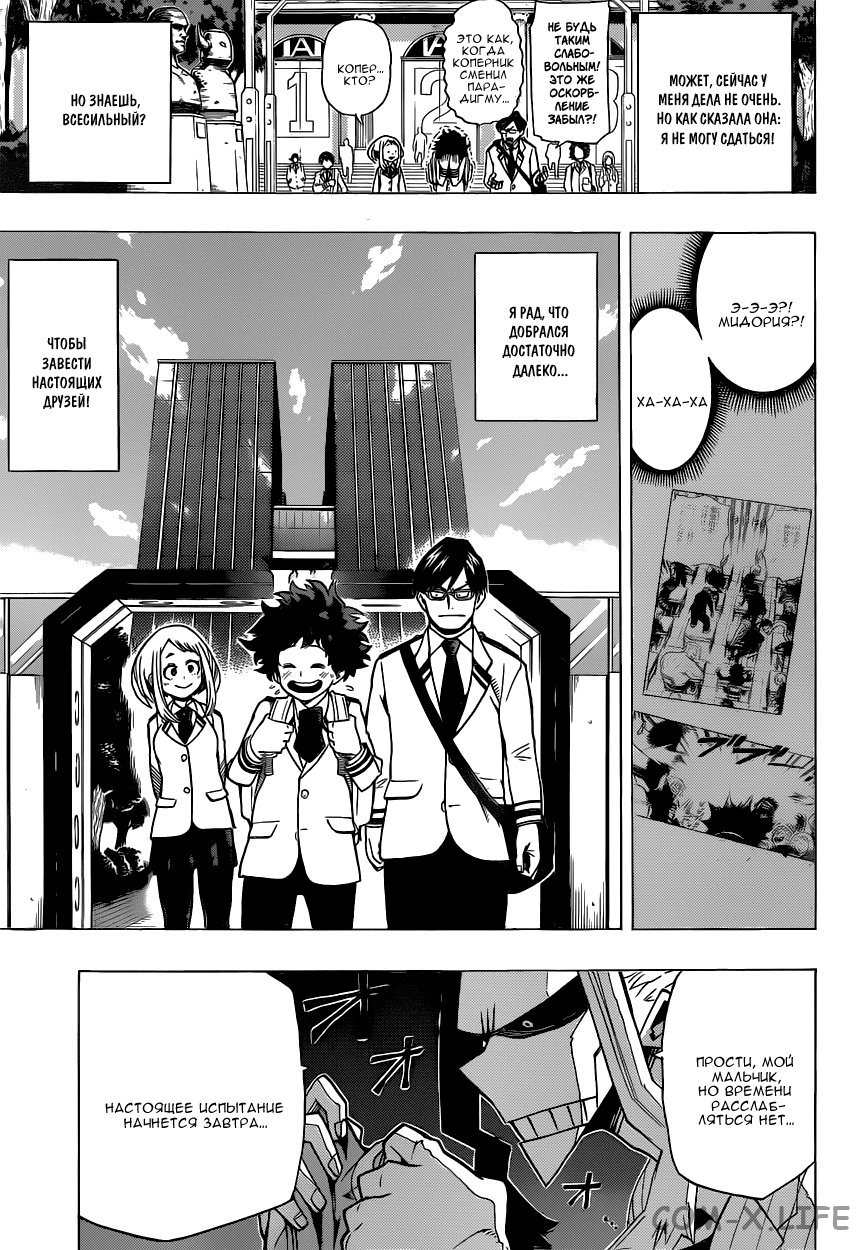 МОЖЕТ, СЕЙЧАС У
МЕНЯ ДЕЛА НЕ ОЧЕНЬ.
НО КАК СКАЗАЛА ОНА:
Я НЕ МОГУ СДАТЬСЯ!
НЕ БУДЬ
ТАКИМ
СЛАБО-
ВОЛЬНЫМ!
ЭТО ЖЕ
ОСКОРБ-
ЛЕНИЕ
ЗАБЫЛ?!
ЭТО КАК,
КОГДА
КОПЕРНИК
СМЕНИЛ
ПАРА-
ДИГМУ...
КОПЕР...
КТО?
1
2
НО ЗНАЕШЬ,
ВСЕСИЛЬНЫЙ?
Э-Э-Э?!
МИДОРИЯ?!
ХА-ХА-ХА
Я РАД, ЧТО
ДОБРАЛСЯ
ДОСТАТОЧНО
ДАЛЕКО...
ЧТОБЫ
ЗАВЕСТИ
НАСТОЯЩИХ
ДРУЗЕЙ!
ПРОСТИ, МОЙ
МАЛЬЧИК,
НО ВРЕМЕНИ
РАССЛАБ-
ЛЯТЬСЯ НЕТ...
НАСТОЯЩЕЕ ИСПЫТАНИЕ
НАЧНЕТСЯ ЗАВТРА...
COM-X.LIFE